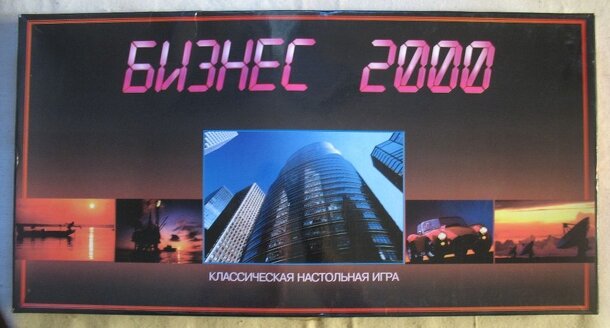 БИЗНЕС 2000
КЛАССИЧЕСКАЯ НАСТОЛЬНАЯ ИГРА